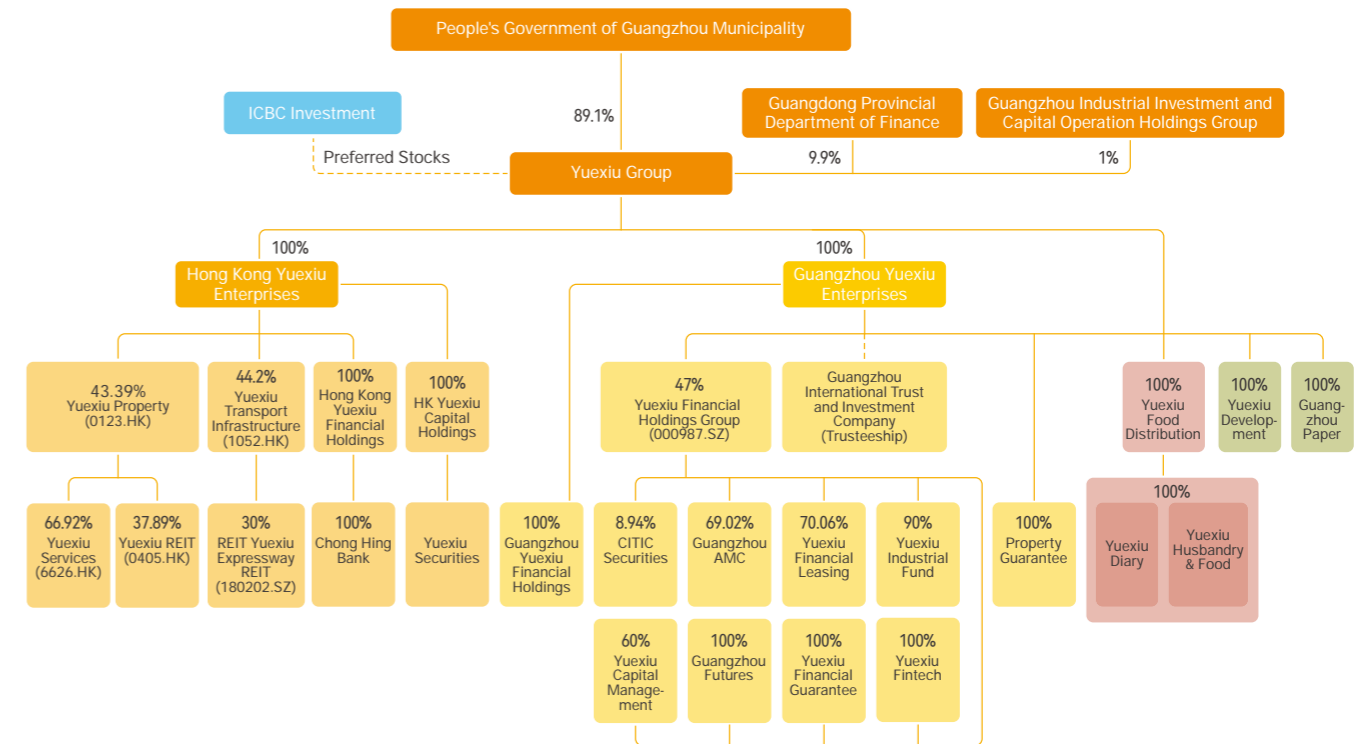 People's Government of Guangzhou Municipality
ICBC Investment
89.1%
Guangdong Provincial
Department of Finance
Guangzhou Industrial Investment and
Capital Operation Holdings Group
Preferred Stocks
9.9%
1%
Yuexiu Group
100%
100%
Hong Kong Yuexiu
Enterprises
Guangzhou Yuexiu
Enterprises
43.39%
Yuexiu Property
(0123.HK)
44.2%
Yuexiu
Transport
Infrastructure
(1052.HK)
100%
Hong Kong
Yuexiu
Financial
Holdings
100%
HK Yuexiu
Capital
Holdings
47%
Yuexiu Financial
Holdings Group
(000987.SZ)
Guangzhou
International Trust
and Investment
Company
(Trusteeship)
100%
Yuexiu
Food
Distribution
100%
Yuexiu
Develop-
ment
100%
Guang-
zhou
Paper
66.92%
Yuexiu
Services
(6626.HK)
37.89%
Yuexiu REIT
(0405.HK)
30%
REIT Yuexiu
Expressway
REIT
(180202.SZ)
100%
Chong Hing
Bank
Yuexiu
Securities
100%
Guangzhou
Yuexiu
Financial
Holdings
8.94%
CITIC
Securities
69.02%
Guangzhou
AMC
70.06%
Yuexiu
Financial
Leasing
90%
Yuexiu
Industrial
Fund
100%
Property
Guarantee
100%
Yuexiu
Diary
Yuexiu
Husbandry
& Food
60%
Yuexiu
Capital
Manage-
ment
100%
Guangzhou
Futures
100%
Yuexiu
Financial
Guarantee
100%
Yuexiu
Fintech